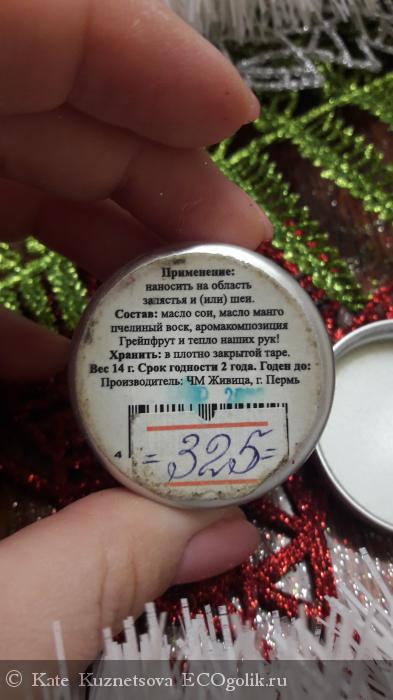 Применение:
наносить на область
запястья и (или) шеи.
Состав: масло сои, масло манго
пчелиный воск, аромакомпозиция
Грейпфрут и тепло наших рук!
Хранить: в плотно закрытой таре.
Вес 14 г. Срок годности 2 года. Годен до:
Производитель: ЧМ Живица, г. Пермь
4
=325=
© Kate Kuznetsova ECOgolik.ru